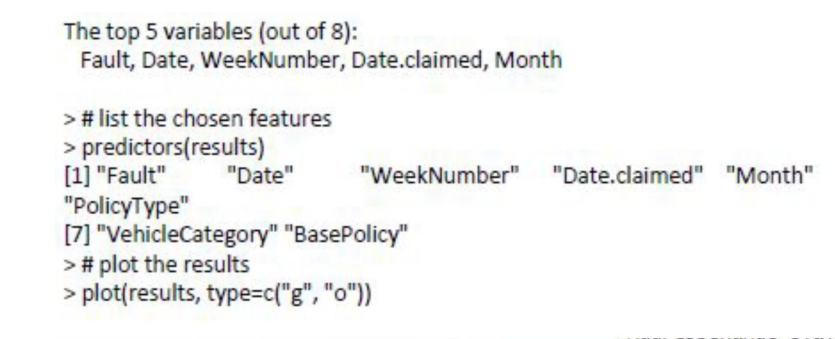 The top 5 variables (out of 8):
Fault, Date, WeekNumber, Date.claimed, Month
> # list the chosen features
> predictors(results)
[1] "Fault" "Date" "WeekNumber" "Date.claimed" "Month"
"PolicyType"
[7] "VehicleCategory" "BasePolicy"
> # plot the results
> plot(results, type=c("g", "o"))